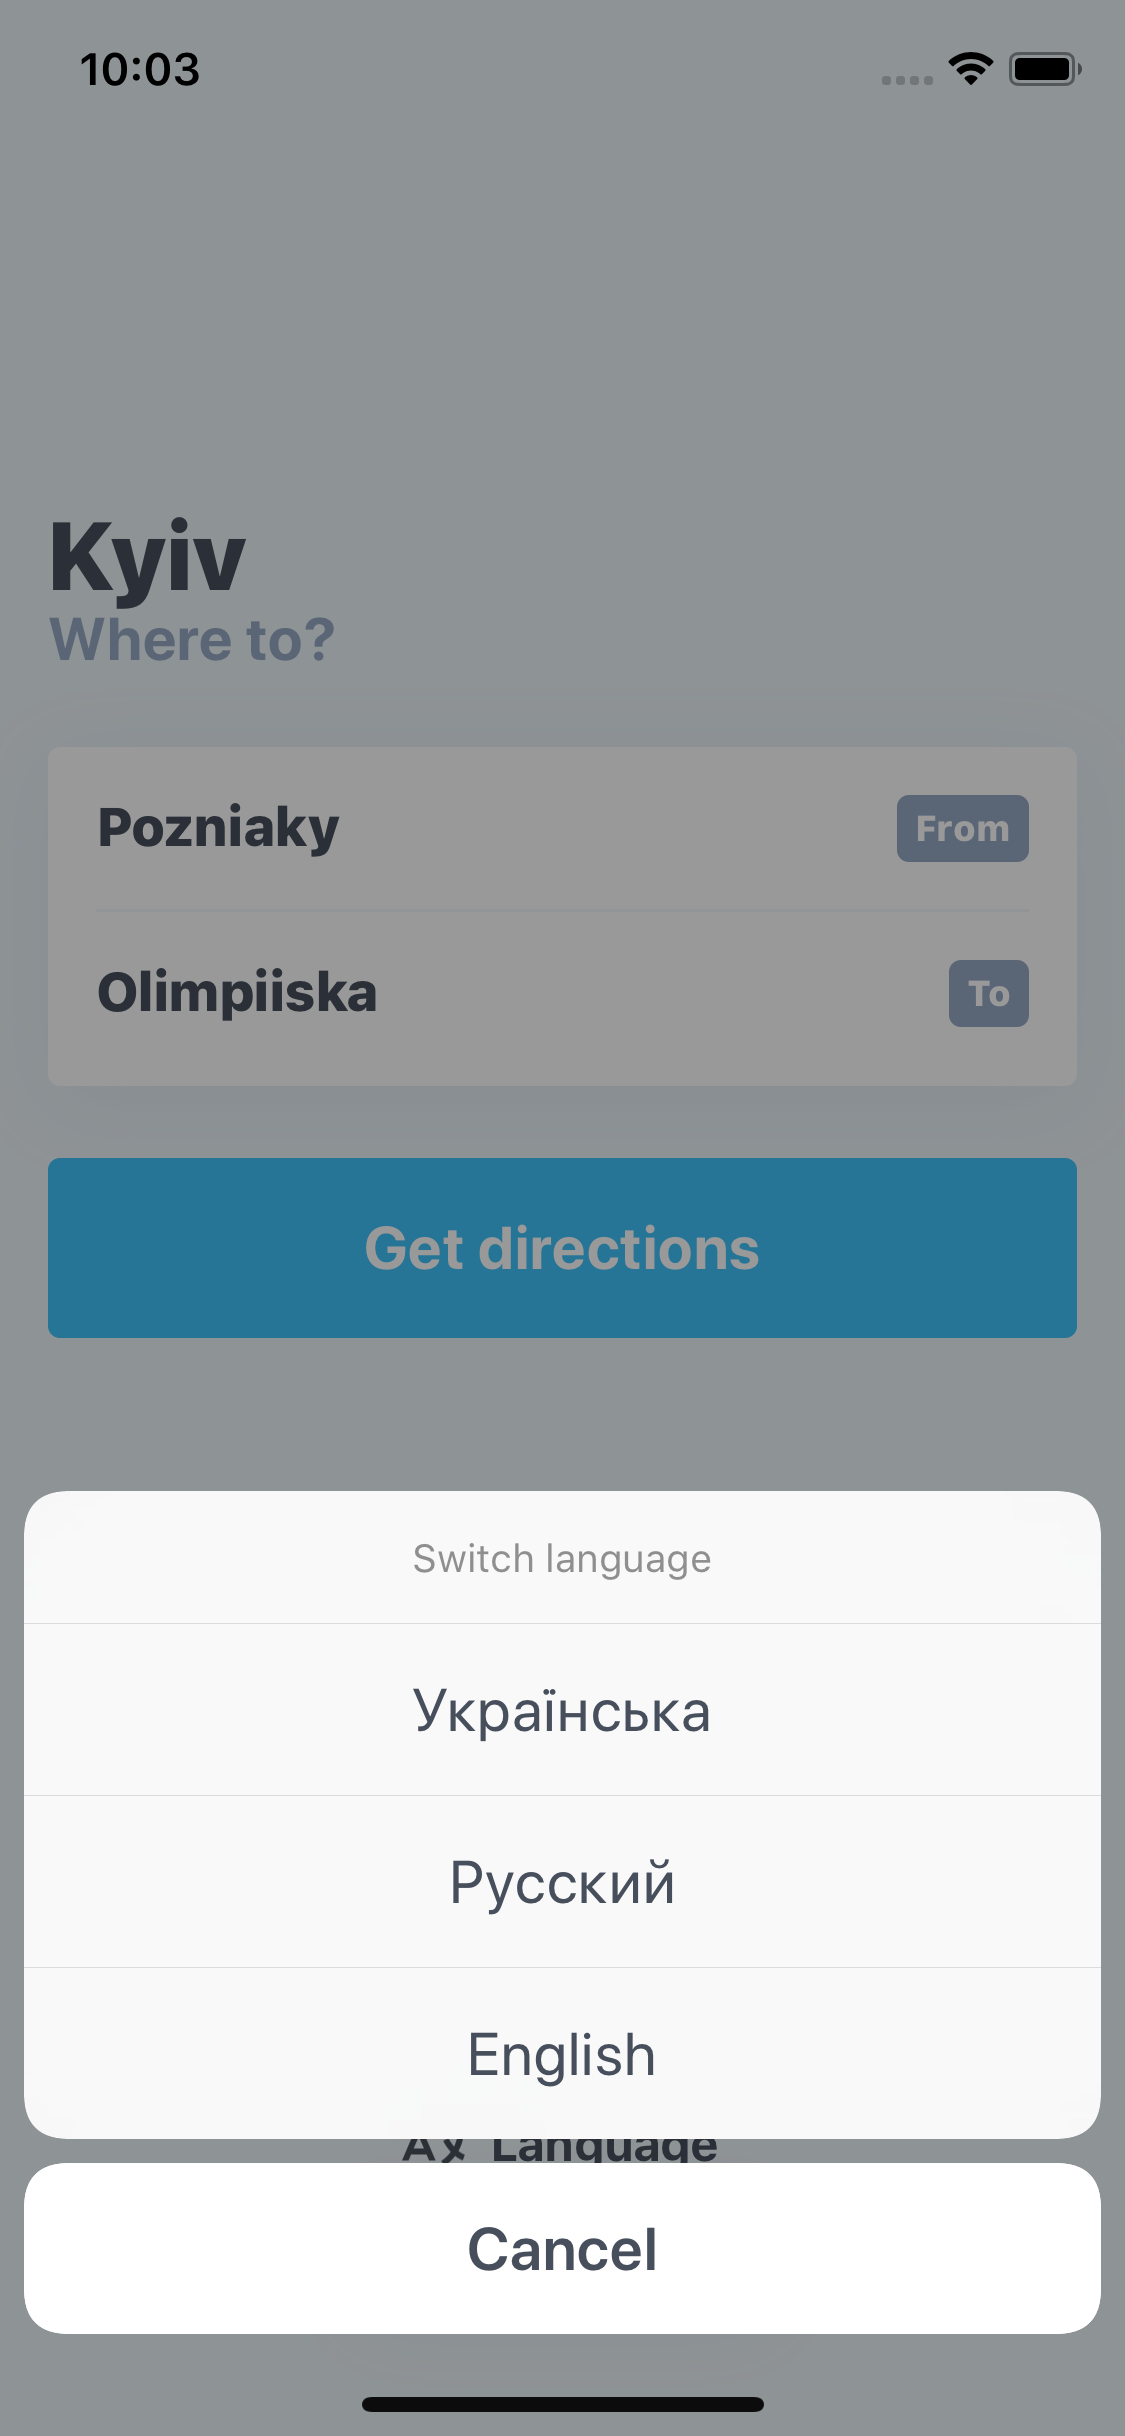 10:03
Kyiv
Where to?
Pozniaky
From
Olimpiiska
To
Get directions
Switch language
Українська
Русский
English
Language
Cancel